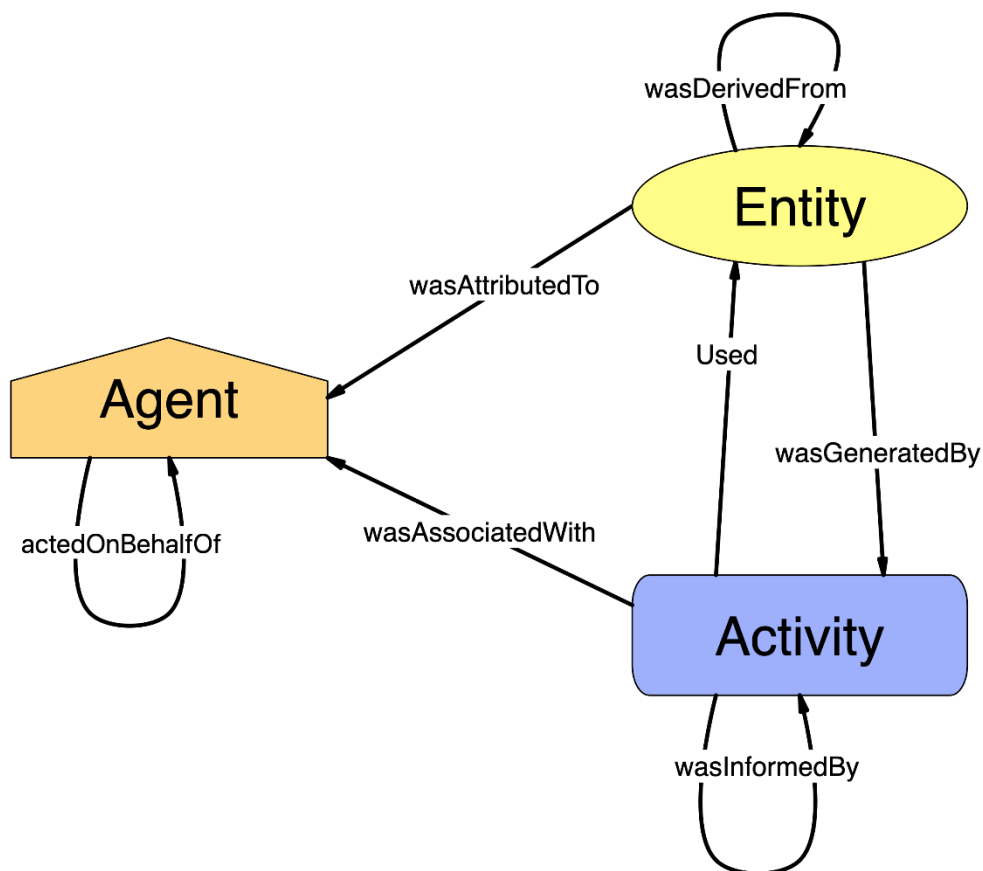 wasDerivedFrom
Entity
wasAttributedTo
Used
Agent
wasGeneratedBy
wasAssociatedWith
actedOnBehalfOf
Activity
wasInformedBy